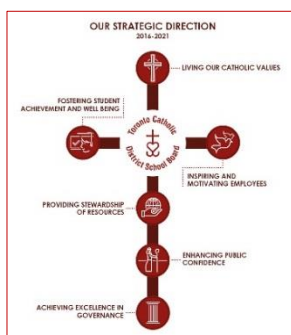 OUR STRATEGIC DIRECTION
2016-2021
LIVING OUR CATHOLIC VALUES
FOSTERING STUDENT
ACHIEVEMENT AND WELL BEING
Toronto Catholic
District School Board
INSPIRING AND
MOTIVATING EMPLOYEES
PROVIDING STEWARDSHIP
OF RESOURCES
ENHANCING PUBLIC
CONFIDENCE
ACHIEVING EXCELLENCE IN
GOVERNANCE